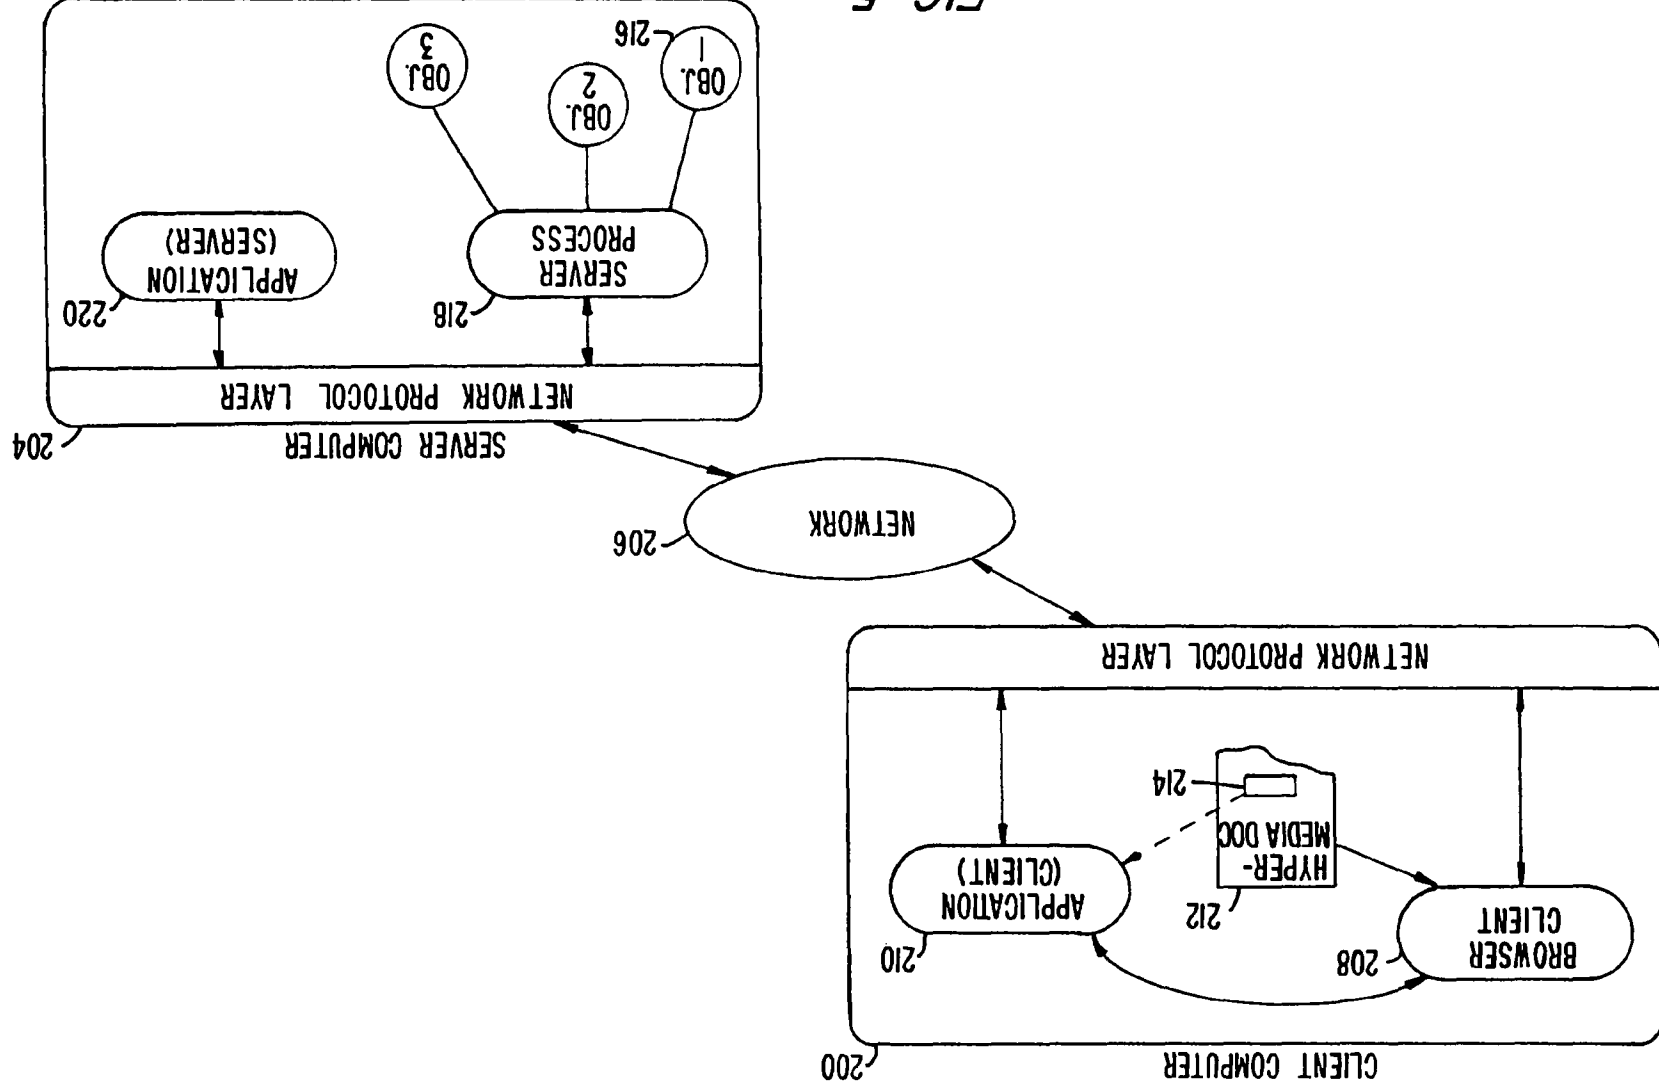 CLIENT COMPUTER
200
BROWSER
CLIENT
208
210
APPLICATION
(CLIENT)
212
HYPER-
MEDIA DOC
214
NETWORK PROTOCOL LAYER
206
NETWORK
SERVER COMPUTER
204
NETWORK PROTOCOL LAYER
218
220
SERVER
PROCESS
APPLICATION
(SERVER)
OBJ.
1
OBJ.
2
OBJ.
3
216
FIG. 5